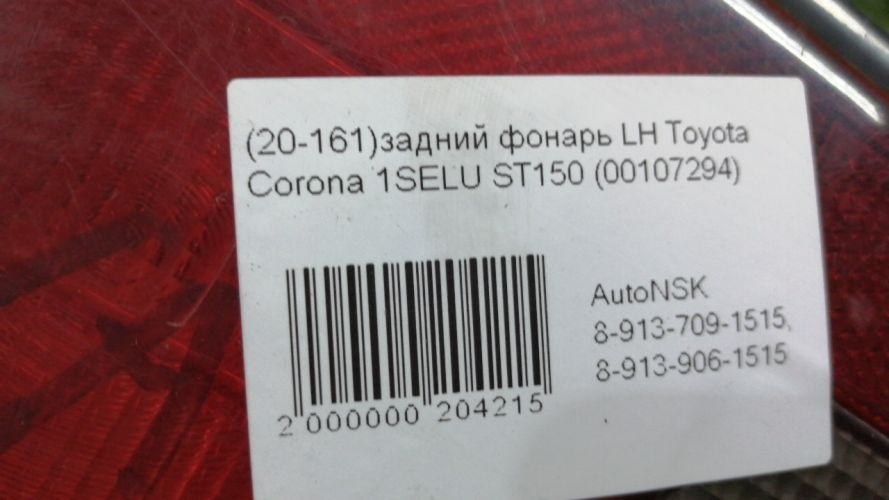 (20-161)задний фонарь LH Toyota
Corona 1SELU ST150 (00107294)
AutoNSK
8-913-709-1515,
8-913-906-1515
2 000000 204215